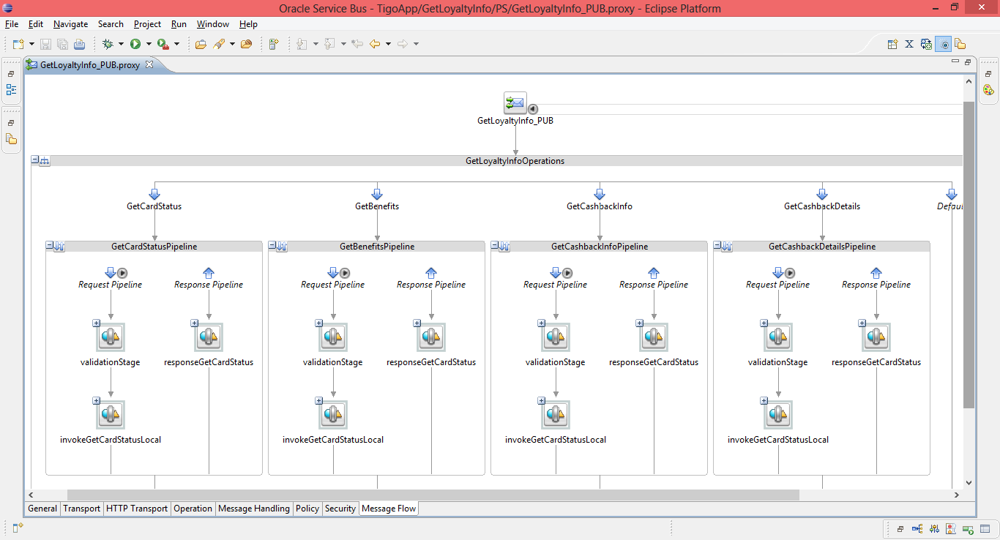 Oracle Service Bus - TigoApp/GetLoyaltyInfo/PS/GetLoyaltyInfo_PUB.proxy - Eclipse Platform
File Edit Navigate Search Project Run Window Help
GetLoyaltyInfo_PUB.proxy
GetLoyaltyInfo_PUB
GetLoyaltyInfoOperations
GetCardStatus GetBenefits GetCashbackInfo GetCashbackDetails Defaul
GetCardStatusPipeline GetBenefitsPipeline GetCashbackInfoPipeline GetCashbackDetailsPipeline
Request Pipeline Response Pipeline Request Pipeline Response Pipeline Request Pipeline Response Pipeline Request Pipeline Response Pipeline
validationStage responseGetCardStatus validationStage responseGetCardStatus validationStage responseGetCardStatus validationStage responseGetCardStatus
invokeGetCardStatusLocal invokeGetCardStatusLocal invokeGetCardStatusLocal invokeGetCardStatusLocal
General Transport HTTP Transport Operation Message Handling Policy Security Message Flow